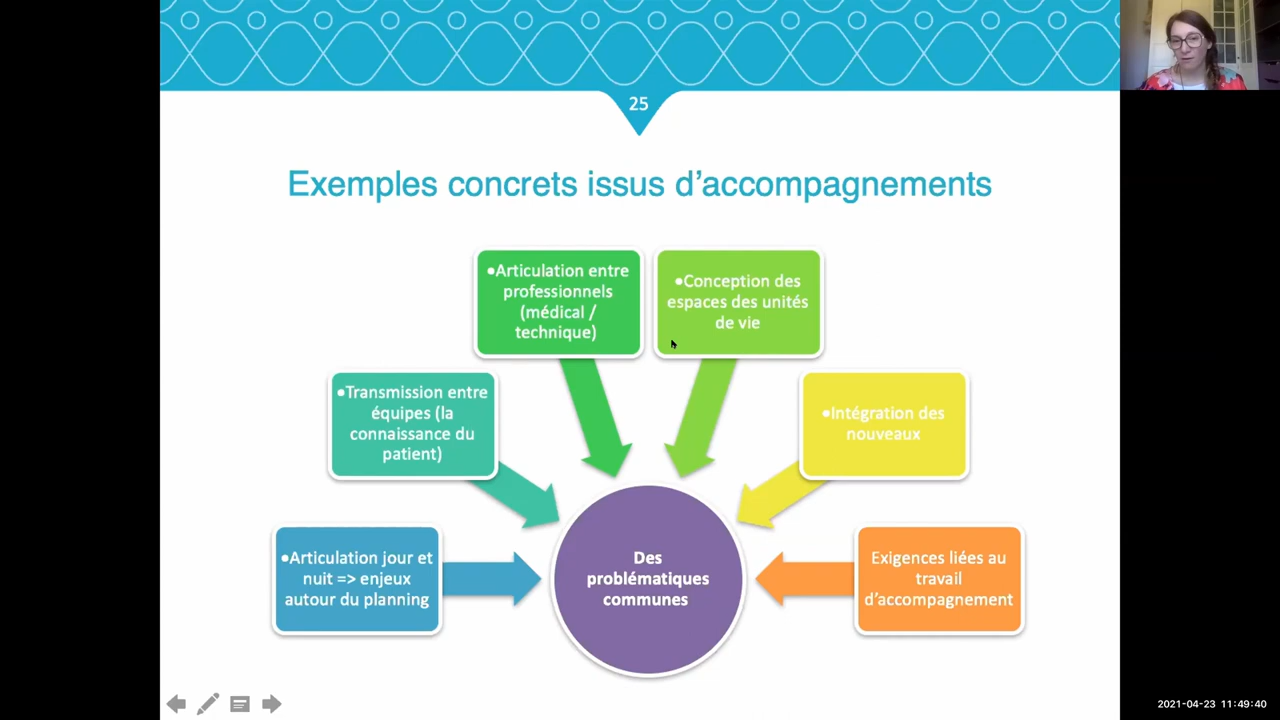 25
Exemples concrets issus d'accompagnements
•Articulation entre
professionnels
(médical /
technique)
•Conception des
espaces des unités
de vie
•Transmission entre
équipes (la
connaissance du
patient)
•Intégration des
nouveaux
•Articulation jour et
nuit => enjeux
autour du planning
Des
problématiques
communes
Exigences liées au
travail
d'accompagnement
2021-04-23 11:49:40